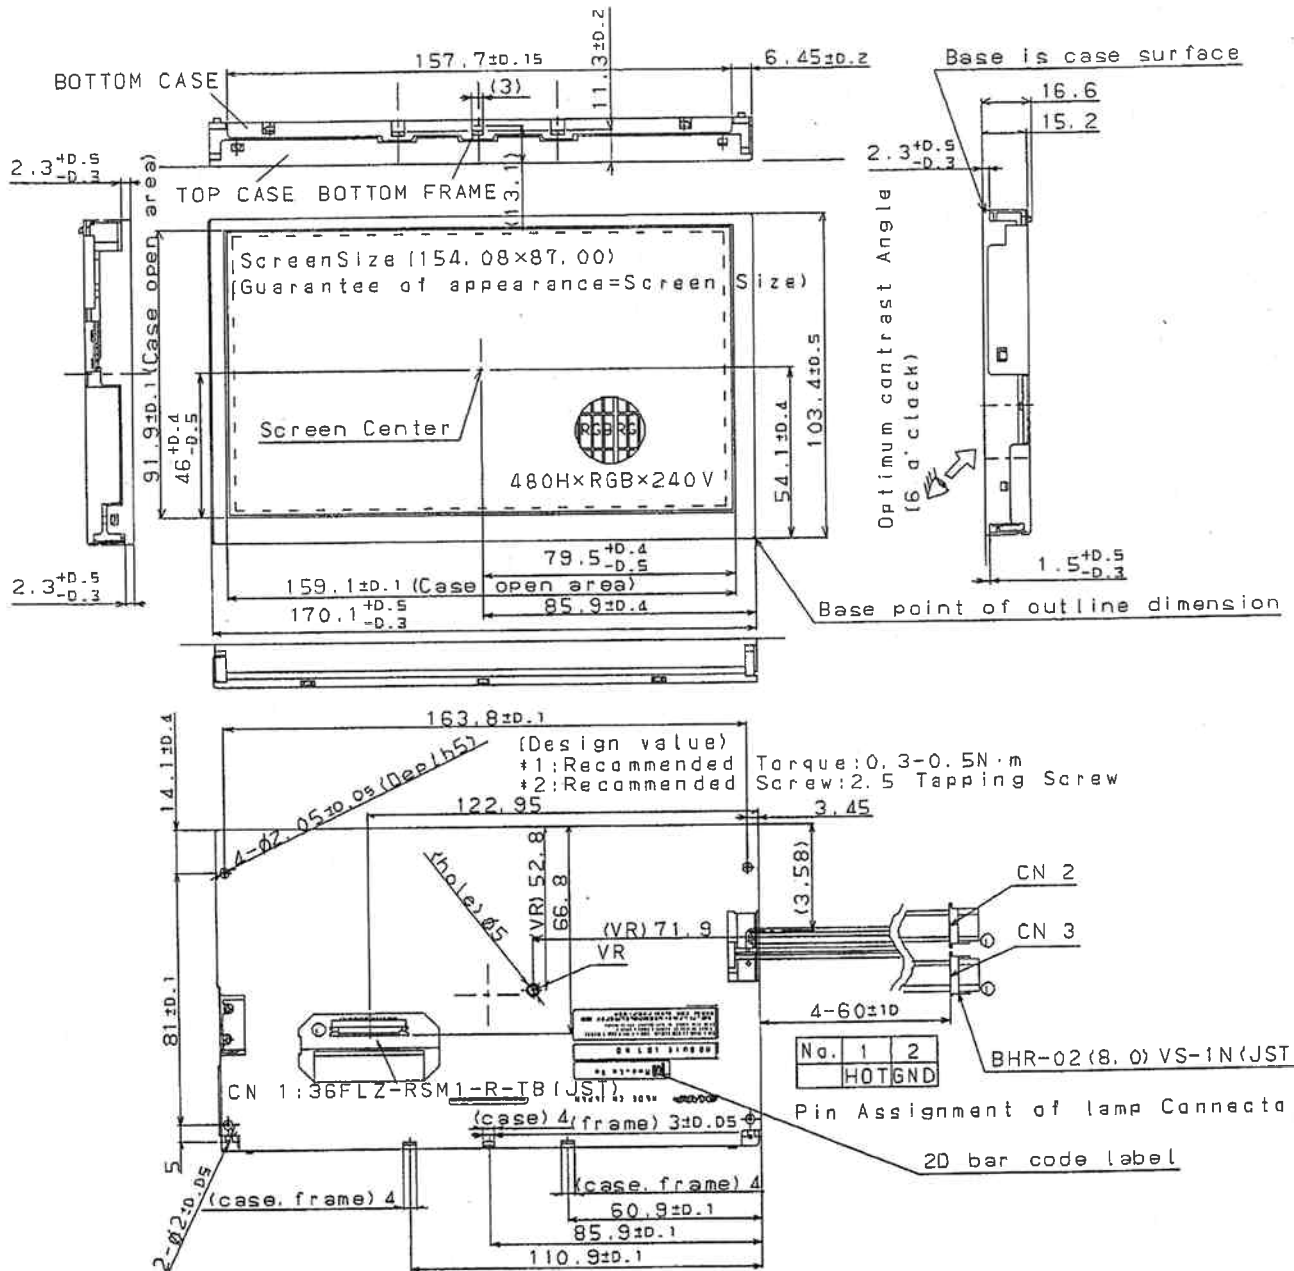 157.7±0.15
11.3±0.2
6.45±0.2
(3)
BOTTOM CASE
Base is case surface
16.6
15.2
2.3 +0.5 -0.3
2.3 +0.5 -0.3
TOP CASE BOTTOM FRAME
(13.1)
ScreenSize (154.08×87.00)
(Guarantee of appearance=Screen Size)
91.9±0.1 (Case open area)
46 +0.4 -0.5
Screen Center
RGB RG
480H×RGB×240V
54.1±0.4
103.4±0.5
Optimum contrast Angle
(6 o'clock)
79.5 +0.4 -0.5
2.3 +0.5 -0.3
1.5 +0.5 -0.3
159.1±0.1 (Case open area)
85.9±0.4
170.1 +0.5 -0.3
Base point of outline dimension
163.8±0.1
14.1±0.4
(Design value)
*1:Recommended Torque:0.3-0.5N·m
*2:Recommended Screw:2.5 Tapping Screw
4-φ2.05±0.05 (Depth5)
122.95
3.45
(hole) φ5
(VR) 52.8
66.8
(3.58)
CN 2
(VR) 71.9
VR
CN 3
81±0.1
4-60±10
No. 1 2
HOT GND
BHR-02(8.0)VS-1N(JST
CN 1:36FLZ-RSM1-R-TB(JST)
MADE IN JAPAN
Pin Assignment of lamp Connecto
(case) 4
(frame) 3±0.05
2D bar code label
5
2-φ2±0.05
(case.frame) 4
(case.frame) 4
60.9±0.1
85.9±0.1
110.9±0.1